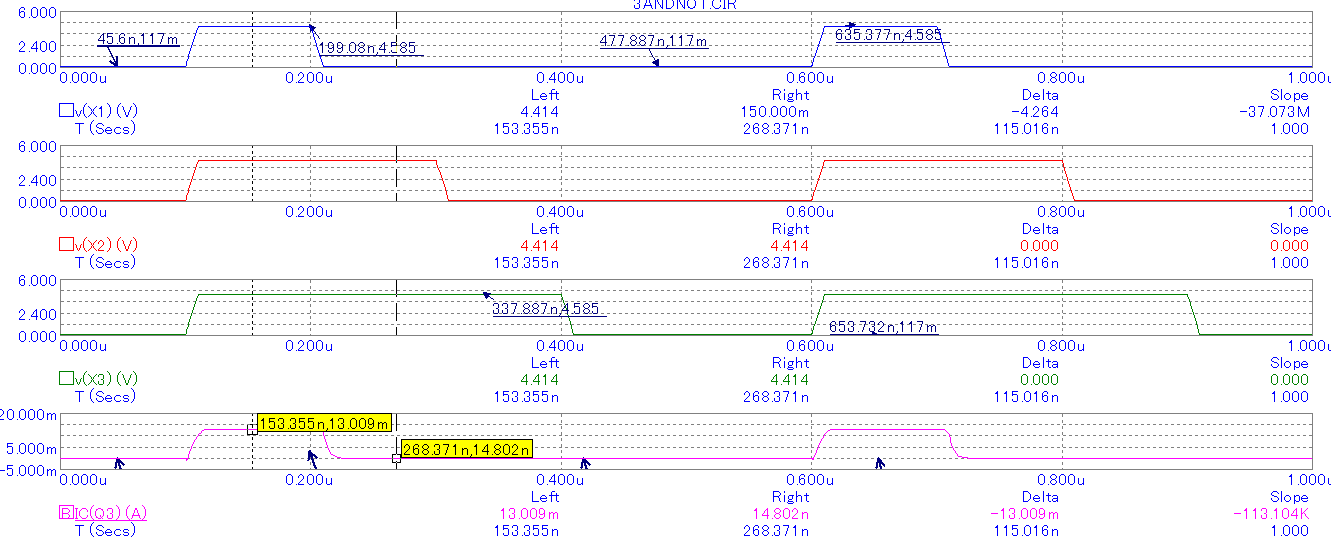 3ANDNOT.CIR
6.000
45.6n,117m
199.08n,4.585
477.887n,117m
635.377n,4.585
2.400
0.000
0.000u 0.200u 0.400u 0.600u 0.800u 1.000u
Left Right Delta Slope
v(X1) (V) 4.414 150.000m -4.264 -37.073M
T (Secs) 153.355n 268.371n 115.016n 1.000
6.000
2.400
0.000
0.000u 0.200u 0.400u 0.600u 0.800u 1.000u
Left Right Delta Slope
v(X2) (V) 4.414 4.414 0.000 0.000
T (Secs) 153.355n 268.371n 115.016n 1.000
6.000
337.887n,4.585
2.400
653.732n,117m
0.000
0.000u 0.200u 0.400u 0.600u 0.800u 1.000u
Left Right Delta Slope
v(X3) (V) 4.414 4.414 0.000 0.000
T (Secs) 153.355n 268.371n 115.016n 1.000
20.000m
153.355n,13.009m
5.000m
268.371n,14.802n
-5.000m
0.000u 0.200u 0.400u 0.600u 0.800u 1.000u
Left Right Delta Slope
B IC(Q3) (A) 13.009m 14.802n -13.009m -113.104K
T (Secs) 153.355n 268.371n 115.016n 1.000